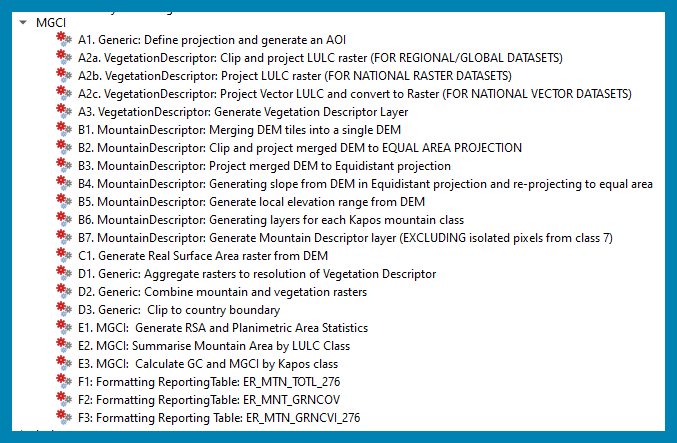 MGCI
A1. Generic: Define projection and generate an AOI
A2a. VegetationDescriptor: Clip and project LULC raster (FOR REGIONAL/GLOBAL DATASETS)
A2b. VegetationDescriptor: Project LULC raster (FOR NATIONAL RASTER DATASETS)
A2c. VegetationDescriptor: Project Vector LULC and convert to Raster (FOR NATIONAL VECTOR DATASETS)
A3. VegetationDescriptor: Generate Vegetation Descriptor Layer
B1. MountainDescriptor: Merging DEM tiles into a single DEM
B2. MountainDescriptor: Clip and project merged DEM to EQUAL AREA PROJECTION
B3. MountainDescriptor: Project merged DEM to Equidistant projection
B4. MountainDescriptor: Generating slope from DEM in Equidistant projection and re-projecting to equal area
B5. MountainDescriptor: Generate local elevation range from DEM
B6. MountainDescriptor: Generating layers for each Kapos mountain class
B7. MountainDescriptor: Generate Mountain Descriptor layer (EXCLUDING isolated pixels from class 7)
C1. Generate Real Surface Area raster from DEM
D1. Generic: Aggregate rasters to resolution of Vegetation Descriptor
D2. Generic: Combine mountain and vegetation rasters
D3. Generic:  Clip to country boundary
E1. MGCI:  Generate RSA and Planimetric Area Statistics
E2. MGCI: Summarise Mountain Area by LULC Class
E3. MGCI:  Calculate GC and MGCI by Kapos class
F1: Formatting ReportingTable: ER_MTN_TOTL_276
F2: Formatting ReportingTable: ER_MNT_GRNCOV
F3: Formatting Reporting Table: ER_MTN_GRNCVI_276